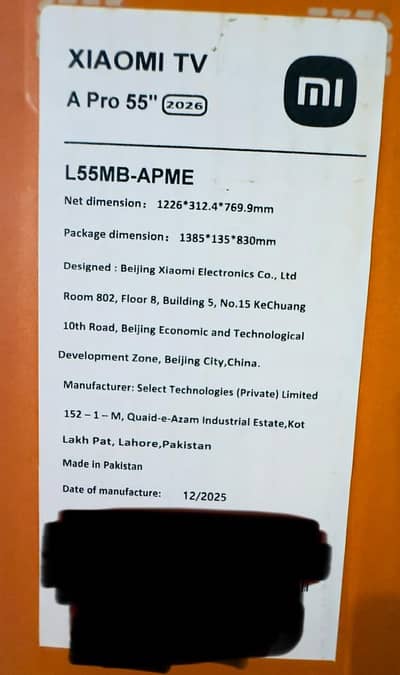 XIAOMI TV
mi
A Pro 55" 2026
L55MB-APME
Net dimension: 1226*312.4*769.9mm
Package dimension: 1385*135*830mm
Designed : Beijing Xiaomi Electronics Co., Ltd
Room 802, Floor 8, Building 5, No.15 KeChuang
10th Road, Beijing Economic and Technological
Development Zone, Beijing City,China.
Manufacturer: Select Technologies (Private) Limited
152 – 1 – M, Quaid-e-Azam Industrial Estate,Kot
Lakh Pat, Lahore,Pakistan
Made in Pakistan
Date of manufacture: 12/2025